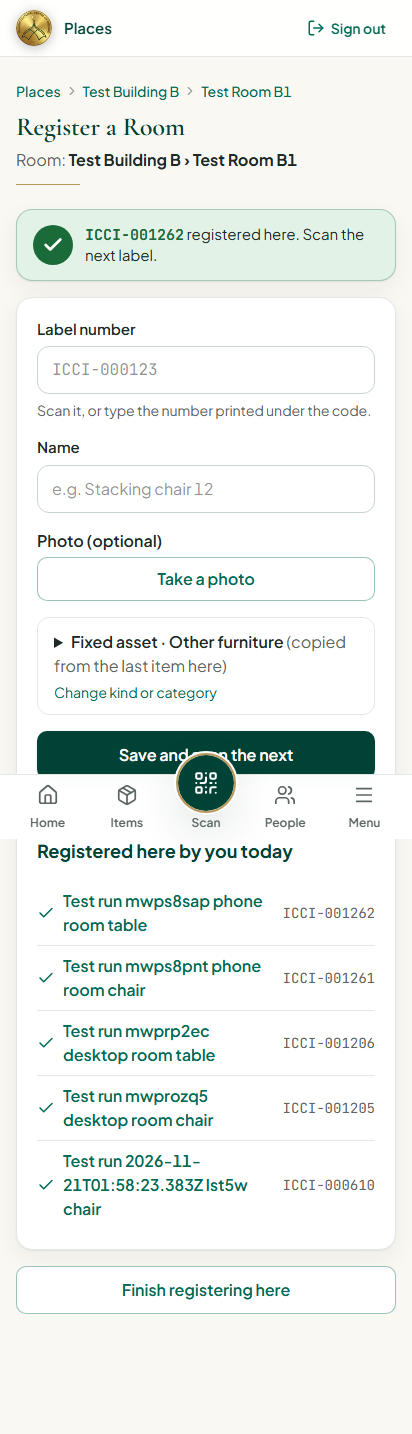 Places
Sign out
Places › Test Building B › Test Room B1
Register a Room
Room: Test Building B › Test Room B1
ICCI-001262 registered here. Scan the
next label.
Label number
ICCI-000123
Scan it, or type the number printed under the code.
Name
e.g. Stacking chair 12
Photo (optional)
Take a photo
Fixed asset · Other furniture (copied
from the last item here)
Change kind or category
Save and scan the next
Home
Items
Scan
People
Menu
Registered here by you today
Test run mwps8sap phone
room table
ICCI-001262
Test run mwps8pnt phone
room chair
ICCI-001261
Test run mwprp2ec
desktop room table
ICCI-001206
Test run mwprozq5
desktop room chair
ICCI-001205
Test run 2026-11-
21T01:58:23.383Z lst5w
chair
ICCI-000610
Finish registering here